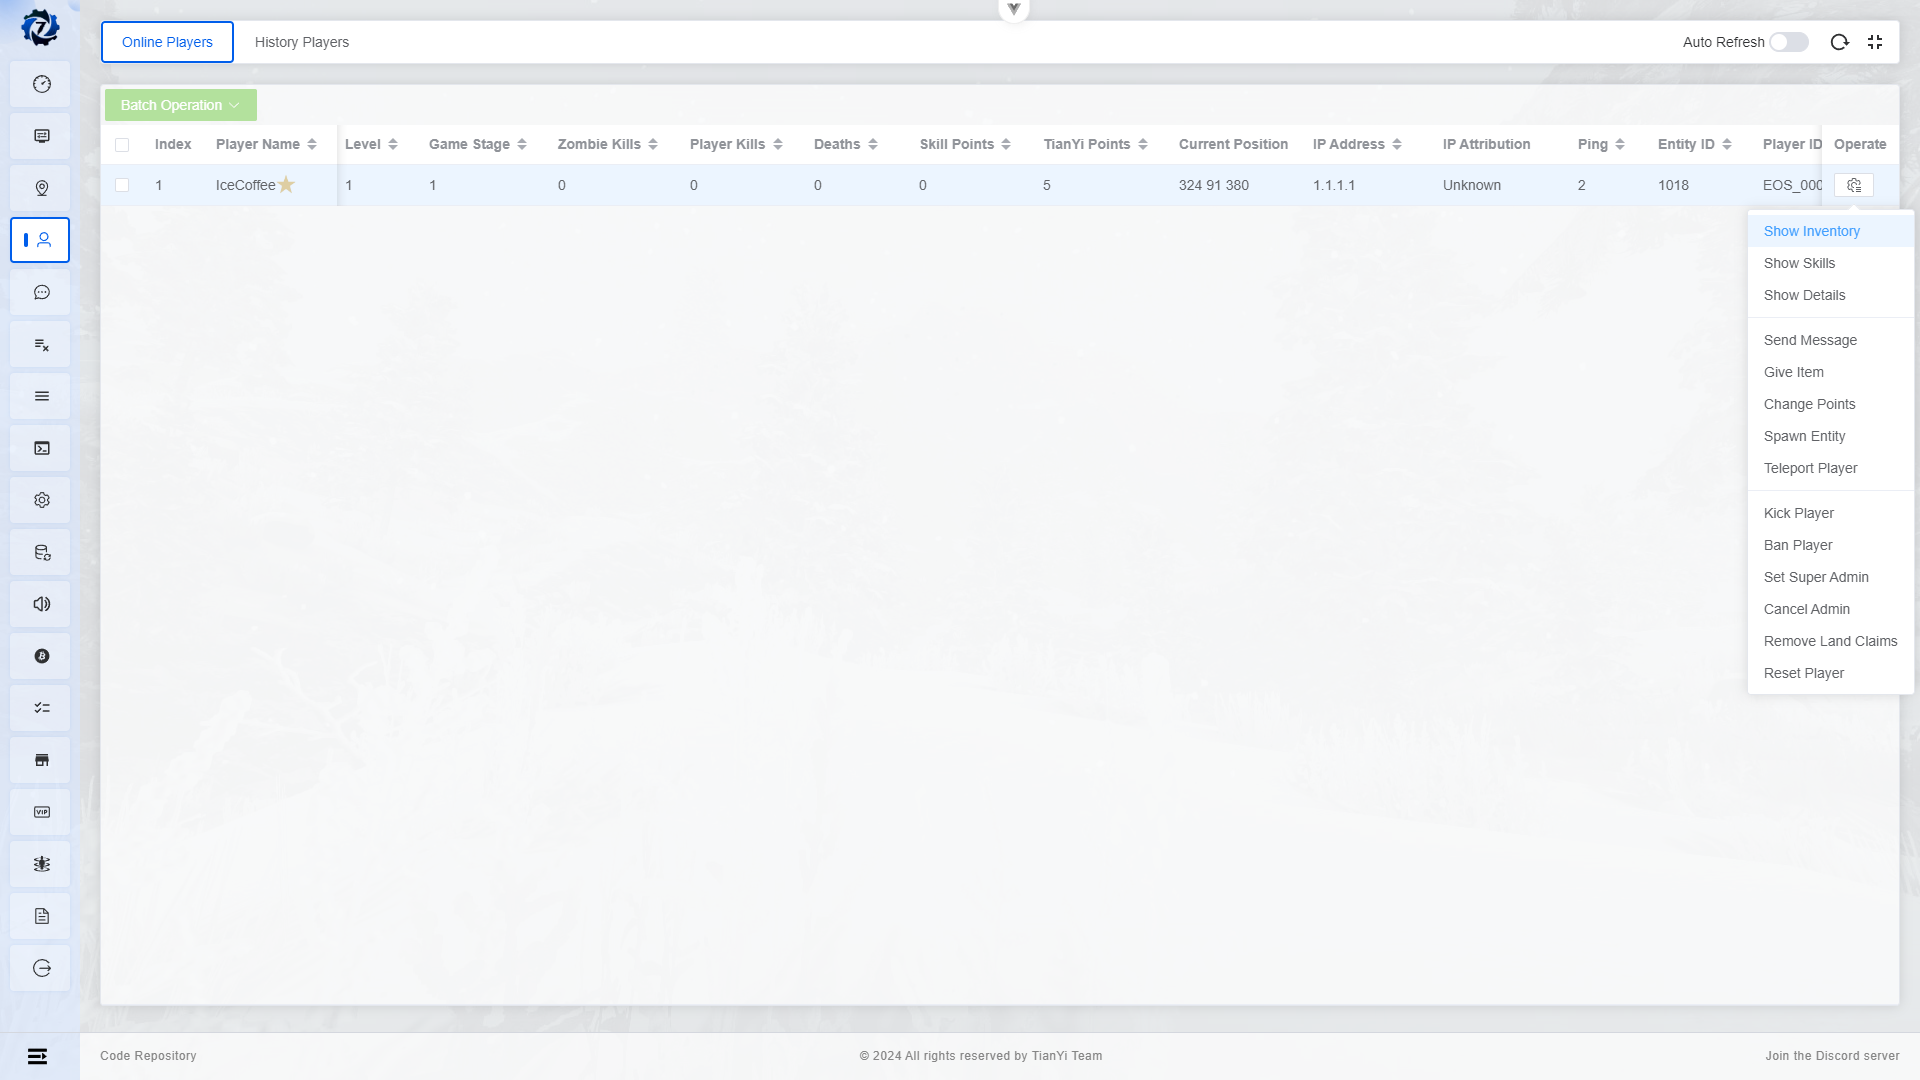 Online Players
History Players
Auto Refresh
Batch Operation
Index Player Name Level Game Stage Zombie Kills Player Kills Deaths Skill Points TianYi Points Current Position IP Address IP Attribution Ping Entity ID Player ID Operate
1 IceCoffee 1 1 0 0 0 0 5 324 91 380 1.1.1.1 Unknown 2 1018 EOS_000
Show Inventory
Show Skills
Show Details
Send Message
Give Item
Change Points
Spawn Entity
Teleport Player
Kick Player
Ban Player
Set Super Admin
Cancel Admin
Remove Land Claims
Reset Player
7
VIP
Code Repository
© 2024 All rights reserved by TianYi Team
Join the Discord server